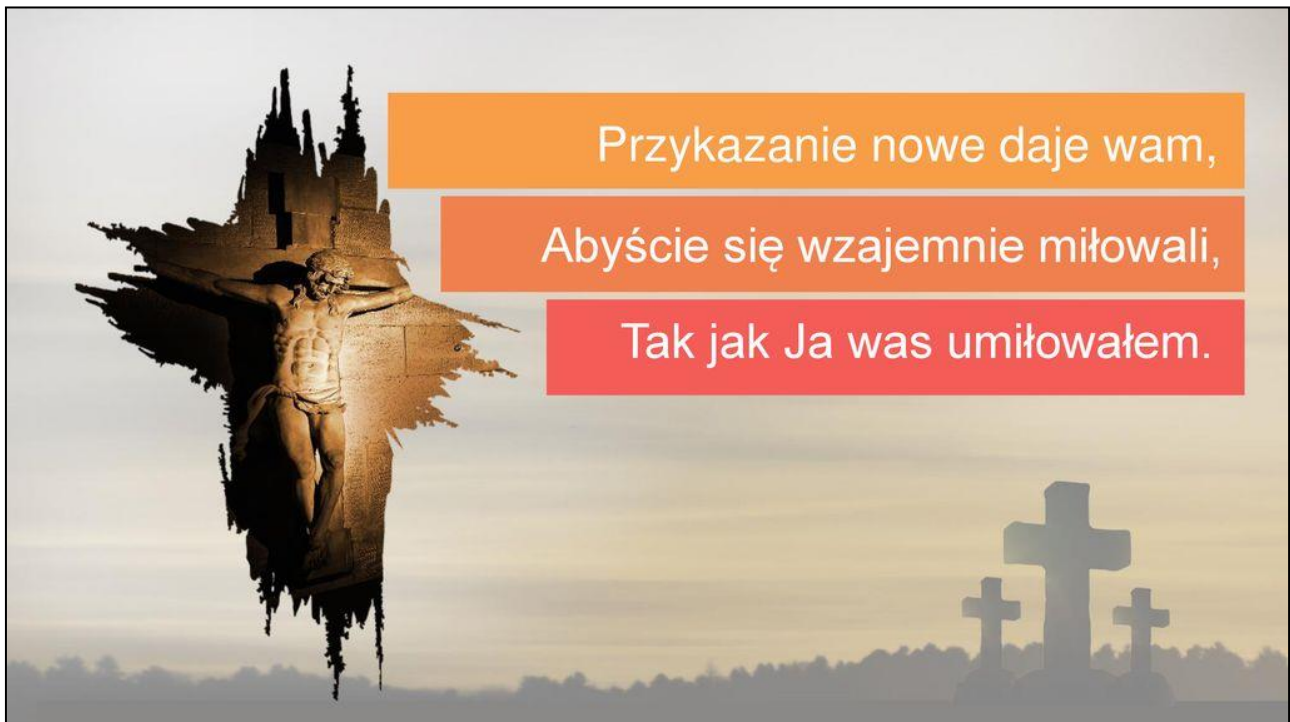 Przykazanie nowe daje wam,
Abyście się wzajemnie miłowali,
Tak jak Ja was umiłowałem.